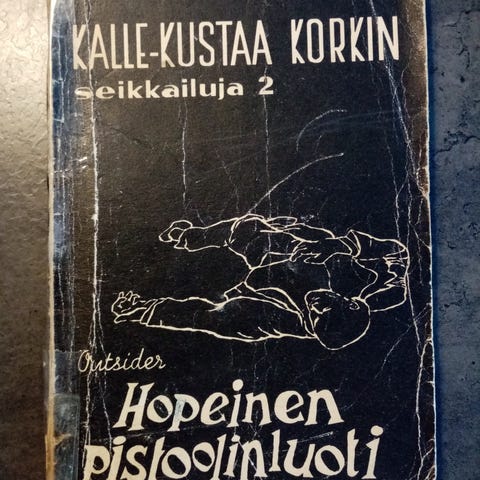 KALLE-KUSTAA KORKIN
seikkailuja 2
Outsider
Hopeinen
pistoolinluoti